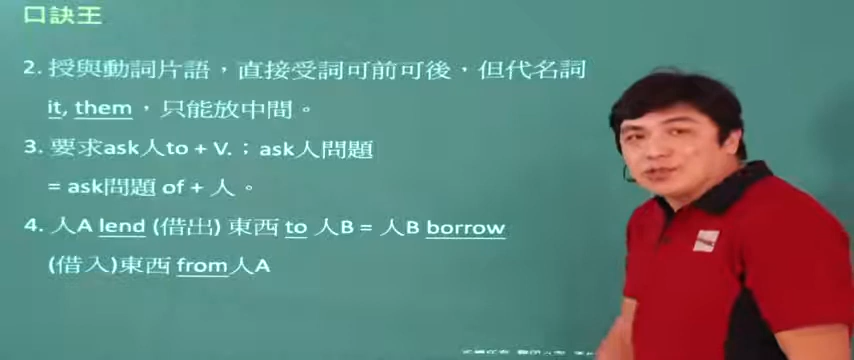 口訣王
2. 授與動詞片語，直接受詞可前可後，但代名詞
it, them，只能放中間。
3. 要求ask人to + V.；ask人問題
= ask問題 of + 人。
4. 人A lend (借出) 東西 to 人B = 人B borrow
(借入)東西 from人A